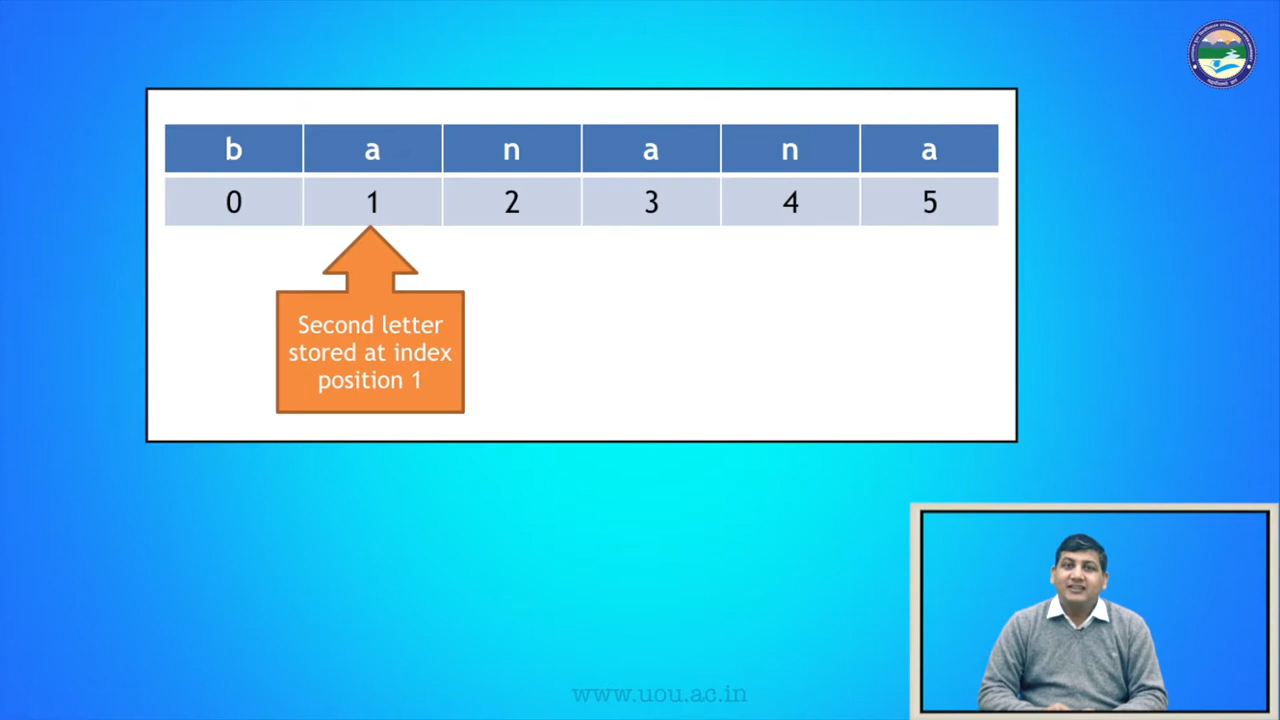 b a n a n a
0 1 2 3 4 5
Second letter
stored at index
position 1
www.uou.ac.in